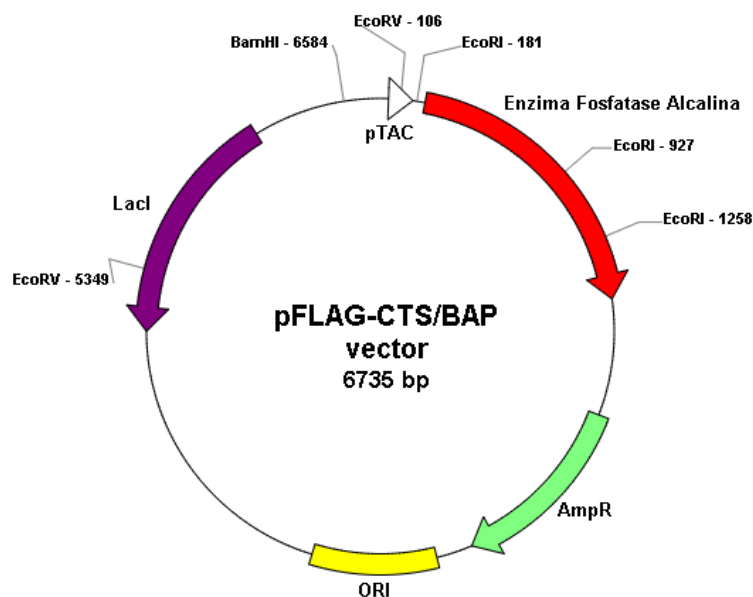 EcoRV - 106
BamHI - 6584
EcoRI - 181
Enzima Fosfatase Alcalina
pTAC
EcoRI - 927
LacI
EcoRI - 1258
EcoRV - 5349
pFLAG-CTS/BAP
vector
6735 bp
AmpR
ORI